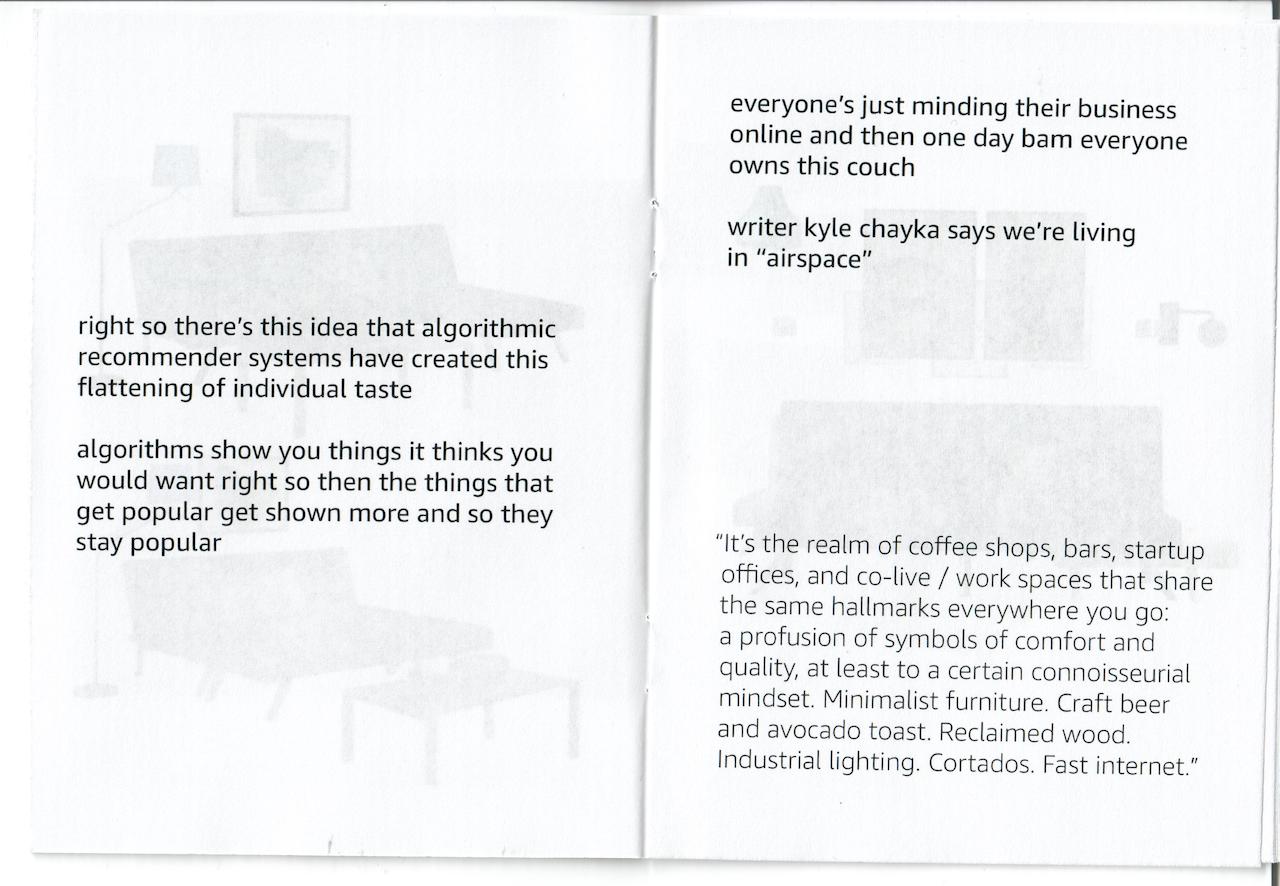 right so there's this idea that algorithmic
recommender systems have created this
flattening of individual taste
algorithms show you things it thinks you
would want right so then the things that
get popular get shown more and so they
stay popular
everyone's just minding their business
online and then one day bam everyone
owns this couch
writer kyle chayka says we're living
in “airspace”
“It's the realm of coffee shops, bars, startup
offices, and co-live / work spaces that share
the same hallmarks everywhere you go:
a profusion of symbols of comfort and
quality, at least to a certain connoisseurial
mindset. Minimalist furniture. Craft beer
and avocado toast. Reclaimed wood.
Industrial lighting. Cortados. Fast internet.”